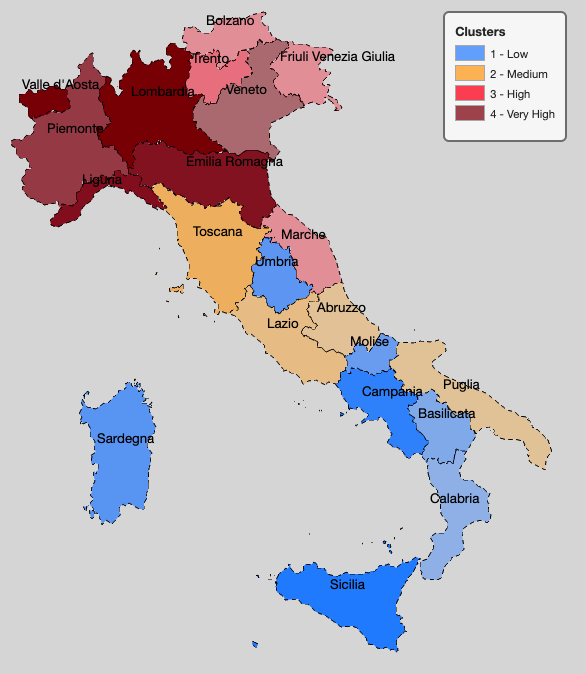 Bolzano
Clusters
1 - Low
2 - Medium
3 - High
4 - Very High
Trento
Friuli Venezia Giulia
Valle d'Aosta
Lombardia
Veneto
Piemonte
Emilia Romagna
Liguria
Toscana
Marche
Umbria
Abruzzo
Lazio
Molise
Puglia
Campania
Basilicata
Sardegna
Calabria
Sicilia